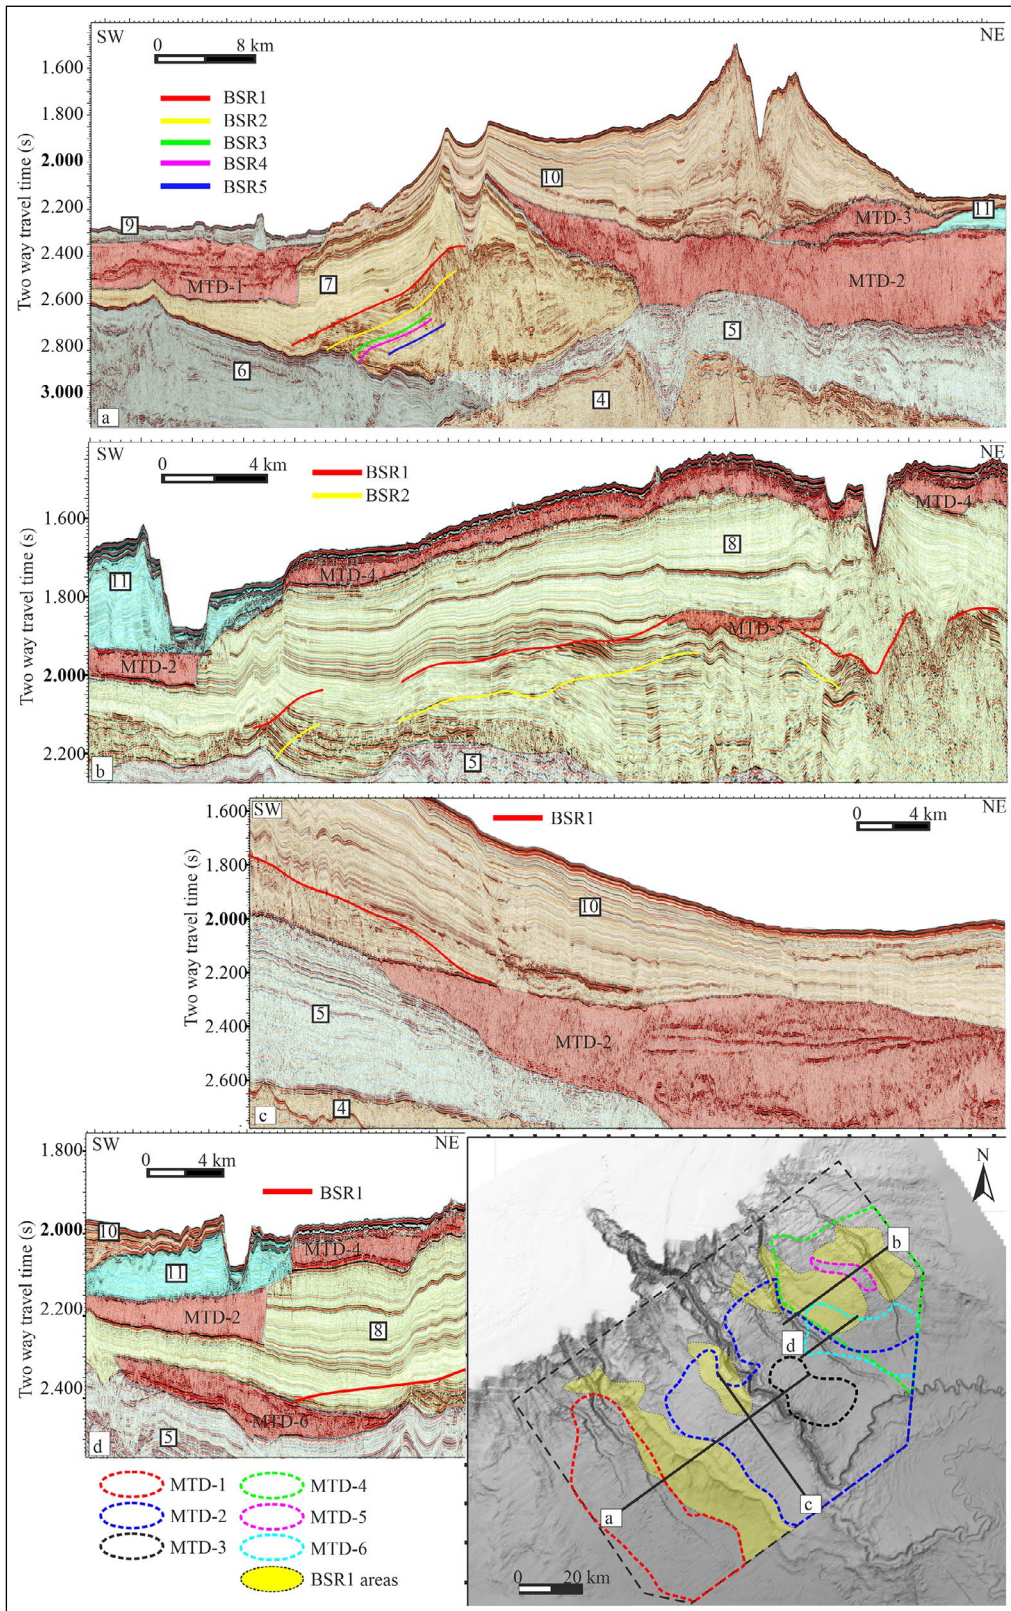 SW
NE
0 8 km
BSR1
BSR2
BSR3
BSR4
BSR5
Two way travel time (s)
1.600
1.800
2.000
2.200
2.400
2.600
2.800
3.000
9
MTD-1
7
6
10
MTD-3
11
MTD-2
5
4
a
SW
NE
0 4 km
BSR1
BSR2
Two way travel time (s)
1.600
1.800
2.000
2.200
11
MTD-2
MTD-4
8
MTD-4
MTD-5
5
b
SW
NE
BSR1
0 4 km
Two way travel time (s)
1.600
1.800
2.000
2.200
2.400
2.600
10
5
MTD-2
4
c
SW
NE
0 4 km
BSR1
Two way travel time (s)
1.800
2.000
2.200
2.400
10
11
MTD-4
MTD-2
8
MTD-6
5
d
MTD-1
MTD-2
MTD-3
MTD-4
MTD-5
MTD-6
BSR1 areas
N
b
d
a
c
0 20 km